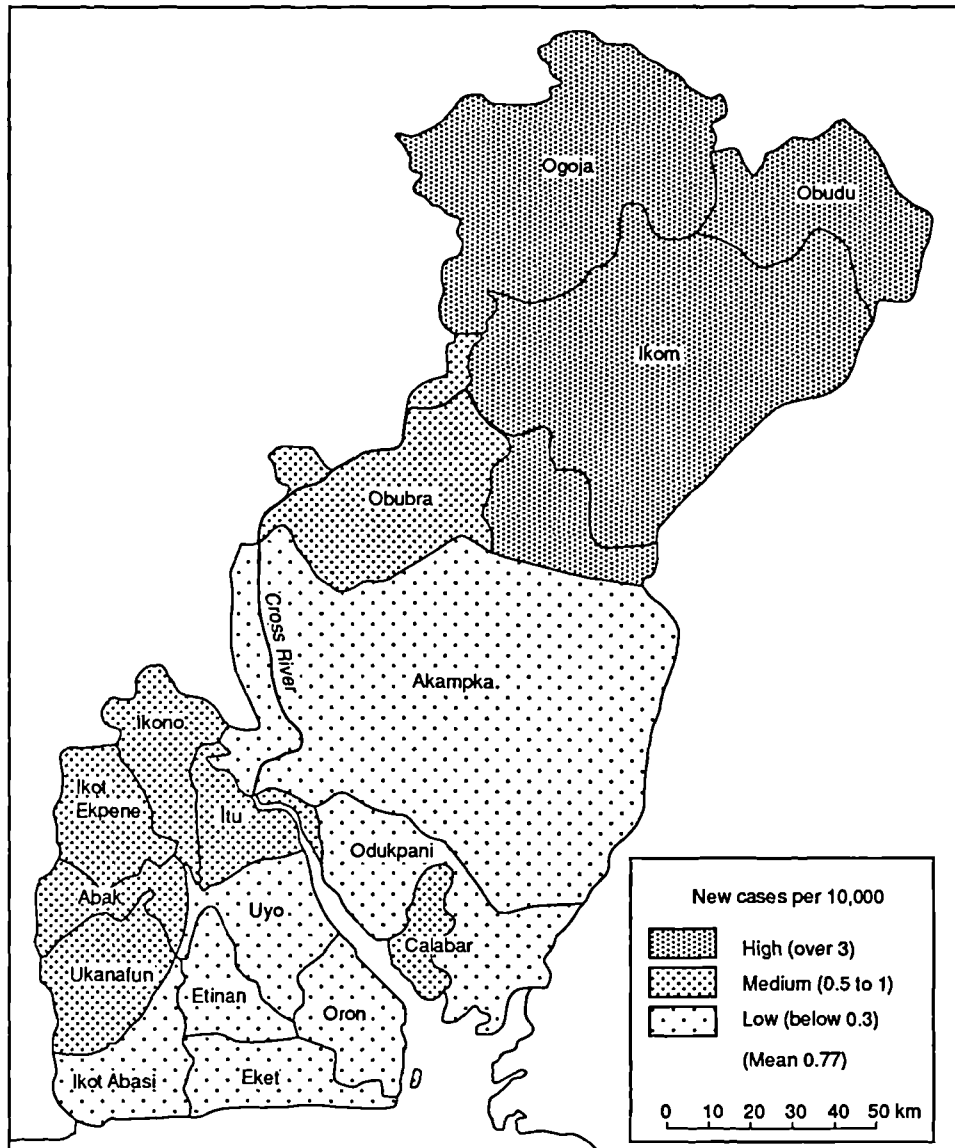 Ogoja
Obudu
Ikom
Obubra
Cross River
Akampka
Ikono
Ikot
Ekpene
Itu
Odukpani
Abak
Uyo
Calabar
Ukanafun
Etinan
Oron
Ikot Abasi
Eket
New cases per 10,000
High (over 3)
Medium (0.5 to 1)
Low (below 0.3)
(Mean 0.77)
0 10 20 30 40 50 km